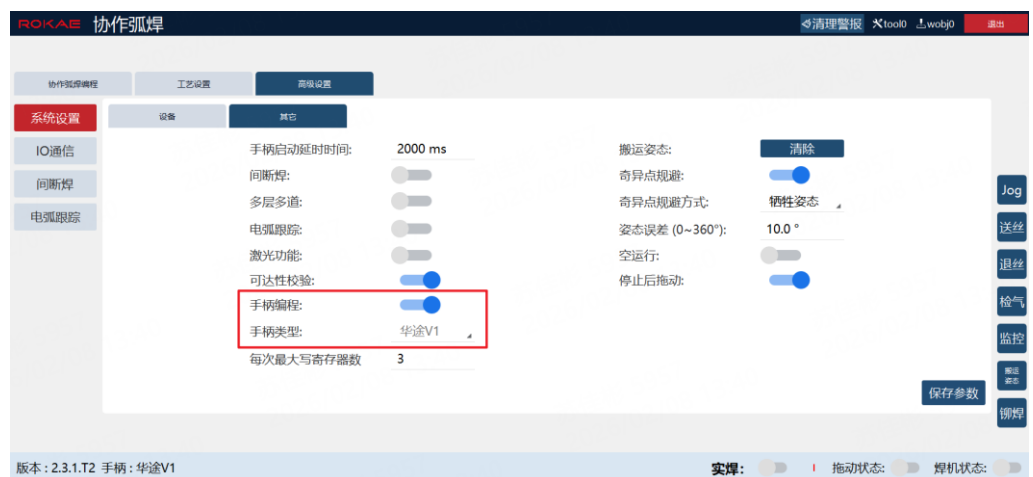 ROKAE 协作弧焊 清理警报 tool0 wobj0 退出
协作弧焊编程 工艺设置 高级设置
系统设置 设备 其它
IO通信
间断焊
电弧跟踪
手柄启动延时时间: 2000 ms
间断焊:
多层多道:
电弧跟踪:
激光功能:
可达性校验:
手柄编程:
手柄类型: 华途V1
每次最大写寄存器数 3
搬运姿态: 清除
奇异点规避:
奇异点规避方式: 牺牲姿态
姿态误差 (0~360°): 10.0 °
空运行:
停止后拖动:
保存参数
Jog
送丝
退丝
检气
监控
搬运
姿态
铆焊
版本 : 2.3.1.T2 手柄 : 华途V1 实焊: 拖动状态: 焊机状态: